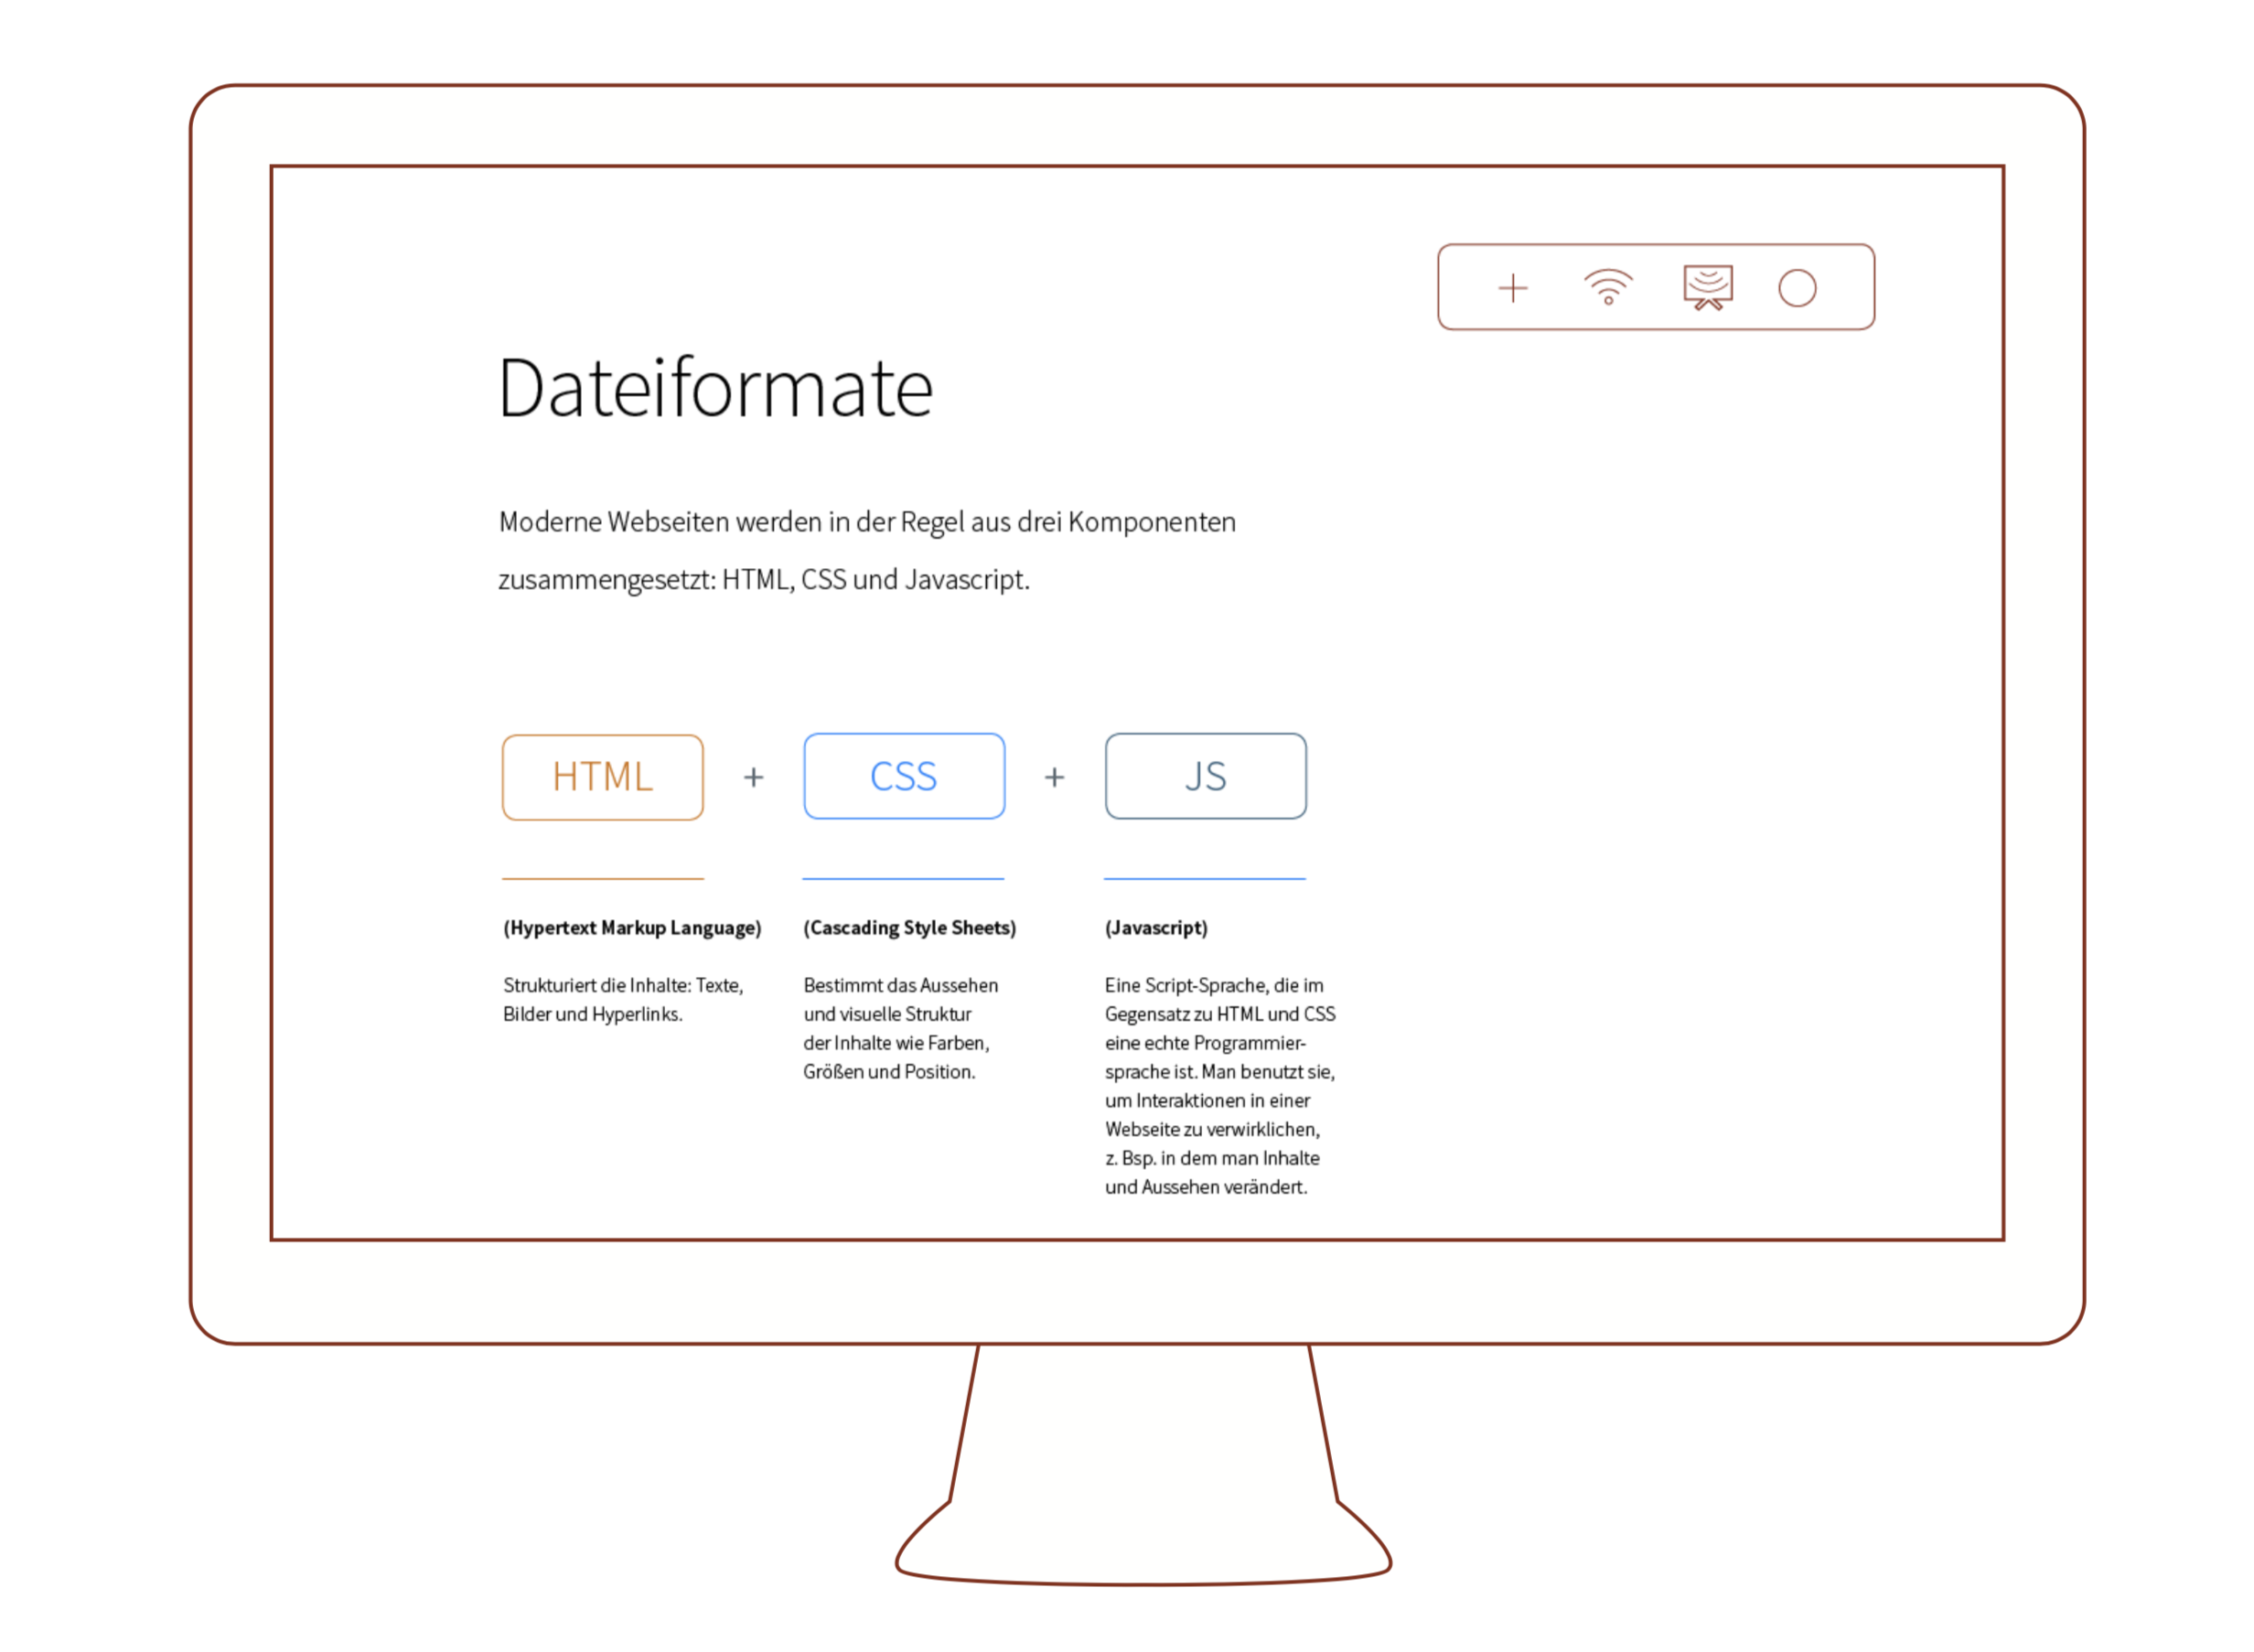 Dateiformate
Moderne Webseiten werden in der Regel aus drei Komponenten
zusammengesetzt: HTML, CSS und Javascript.
HTML + CSS + JS
(Hypertext Markup Language)
Strukturiert die Inhalte: Texte,
Bilder und Hyperlinks.
(Cascading Style Sheets)
Bestimmt das Aussehen
und visuelle Struktur
der Inhalte wie Farben,
Größen und Position.
(Javascript)
Eine Script-Sprache, die im
Gegensatz zu HTML und CSS
eine echte Programmier-
sprache ist. Man benutzt sie,
um Interaktionen in einer
Webseite zu verwirklichen,
z. Bsp. in dem man Inhalte
und Aussehen verändert.